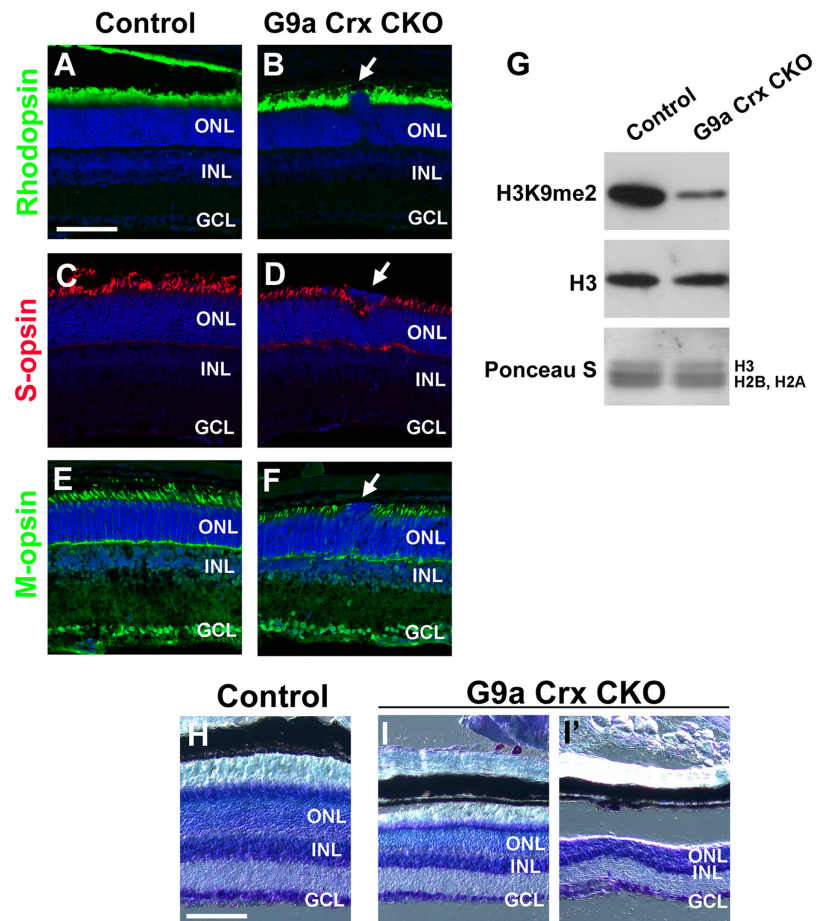 Control G9a Crx CKO
Rhodopsin
A
ONL
INL
GCL
B
ONL
INL
GCL
S-opsin
C
ONL
INL
GCL
D
ONL
INL
GCL
M-opsin
E
ONL
INL
GCL
F
ONL
INL
GCL
G
Control
G9a Crx CKO
H3K9me2
H3
Ponceau S
H3
H2B, H2A
Control
G9a Crx CKO
H
ONL
INL
GCL
I
ONL
INL
GCL
I’
ONL
INL
GCL